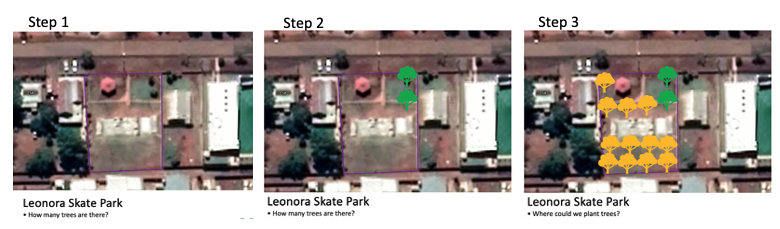 Step 1
Step 2
Step 3
Leonora Skate Park
• How many trees are there?
Leonora Skate Park
• How many trees are there?
Leonora Skate Park
• Where could we plant trees?